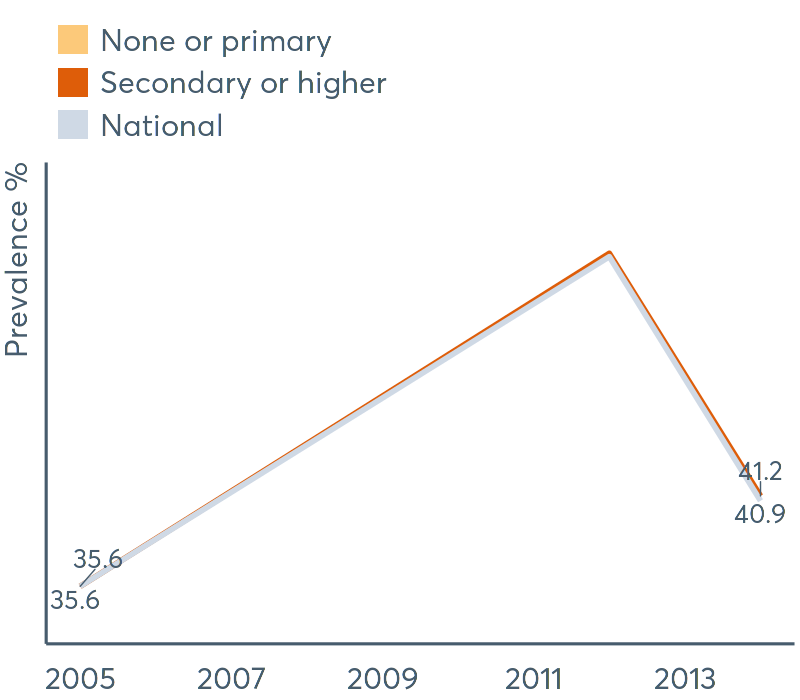 None or primary
Secondary or higher
National
Prevalence %
41.2
40.9
35.6
35.6
2005 2007 2009 2011 2013